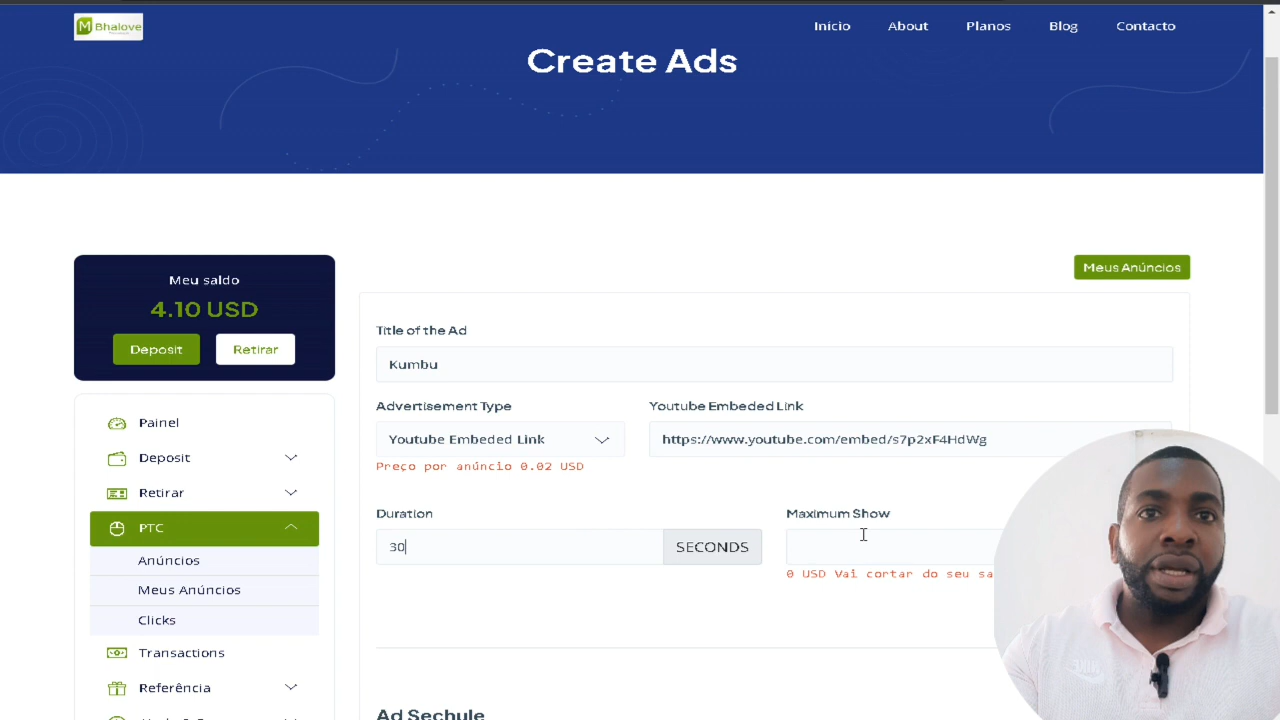 M Bhalove
Início About Planos Blog Contacto
Create Ads
Meu saldo
4.10 USD
Deposit Retirar
Meus Anúncios
Title of the Ad
Kumbu
Advertisement Type Youtube Embeded Link
Youtube Embeded Link https://www.youtube.com/embed/s7p2xF4HdWg
Preço por anúncio 0.02 USD
Duration Maximum Show
30 SECONDS
0 USD Vai cortar do seu sa
Painel
Deposit
Retirar
PTC
Anúncios
Meus Anúncios
Clicks
Transactions
Referência
Ad Sechule